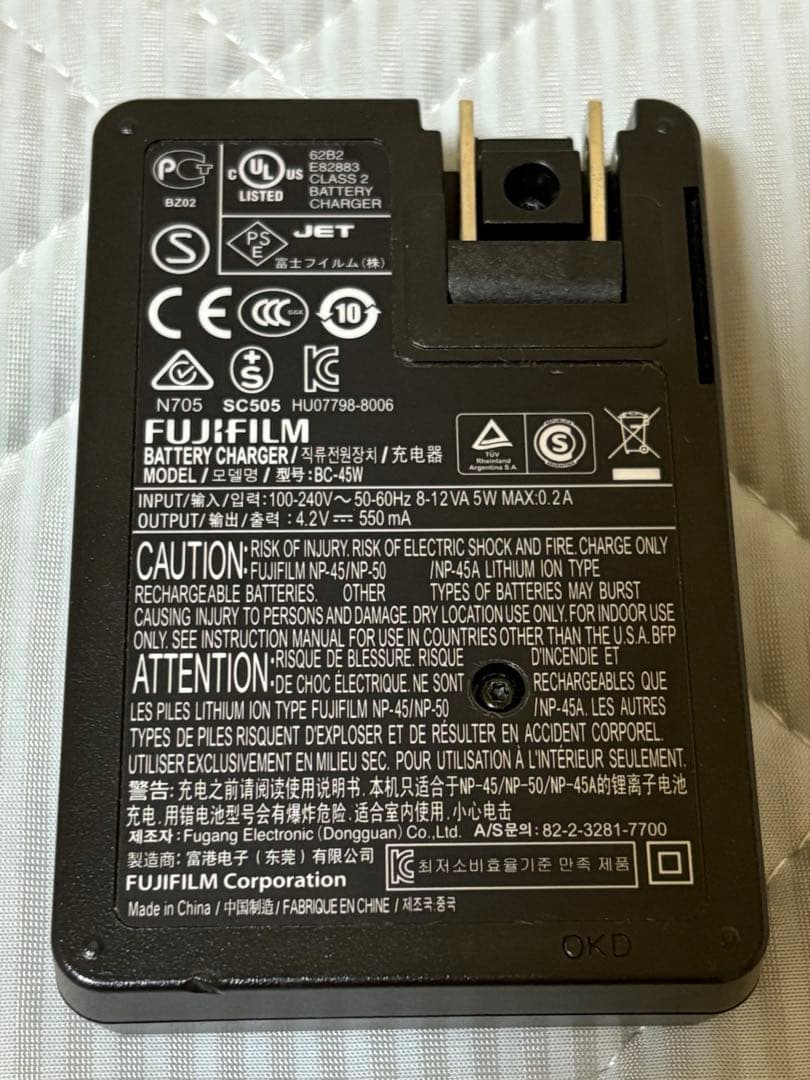 PCT
BZ02
C UL US
LISTED
62B2
E82883
CLASS 2
BATTERY
CHARGER
S
PS
E
JET
富士フイルム(株)
CE
CCC
10
N705
+
S
SC505
KC
HU07798-8006
FUJIFILM
BATTERY CHARGER / 직류전원장치 / 充电器
MODEL / 모델명 / 型号:BC-45W
TÜV
Rheinland
Argentina S.A.
S
INPUT/输入/입력:100-240V～ 50-60Hz 8-12VA 5W MAX:0.2A
OUTPUT/输出/출력 : 4.2V⎓ 550mA
CAUTION: RISK OF INJURY. RISK OF ELECTRIC SHOCK AND FIRE. CHARGE ONLY
FUJIFILM NP-45/NP-50 /NP-45A LITHIUM ION TYPE
RECHARGEABLE BATTERIES. OTHER TYPES OF BATTERIES MAY BURST
CAUSING INJURY TO PERSONS AND DAMAGE. DRY LOCATION USE ONLY. FOR INDOOR USE
ONLY. SEE INSTRUCTION MANUAL FOR USE IN COUNTRIES OTHER THAN THE U.S.A. BFP
ATTENTION: RISQUE DE BLESSURE. RISQUE D'INCENDIE ET
DE CHOC ÉLECTRIQUE. NE SONT RECHARGEABLES QUE
LES PILES LITHIUM ION TYPE FUJIFILM NP-45/NP-50 /NP-45A. LES AUTRES
TYPES DE PILES RISQUENT D'EXPLOSER ET DE RÉSULTER EN ACCIDENT CORPOREL.
UTILISER EXCLUSIVEMENT EN MILIEU SEC. POUR UTILISATION À L'INTÉRIEUR SEULEMENT.
警告: 充电之前请阅读使用说明书. 本机只适合于NP-45/NP-50/NP-45A的锂离子电池
充电. 用错电池型号会有爆炸危险. 适合室内使用. 小心电击
제조자 : Fugang Electronic (Dongguan) Co., Ltd. A/S문의 : 82-2-3281-7700
製造商: 富港电子 (东莞) 有限公司
KC 최저소비효율기준 만족 제품
FUJIFILM Corporation
Made in China / 中国制造 / FABRIQUE EN CHINE / 제조국:중국
OKD